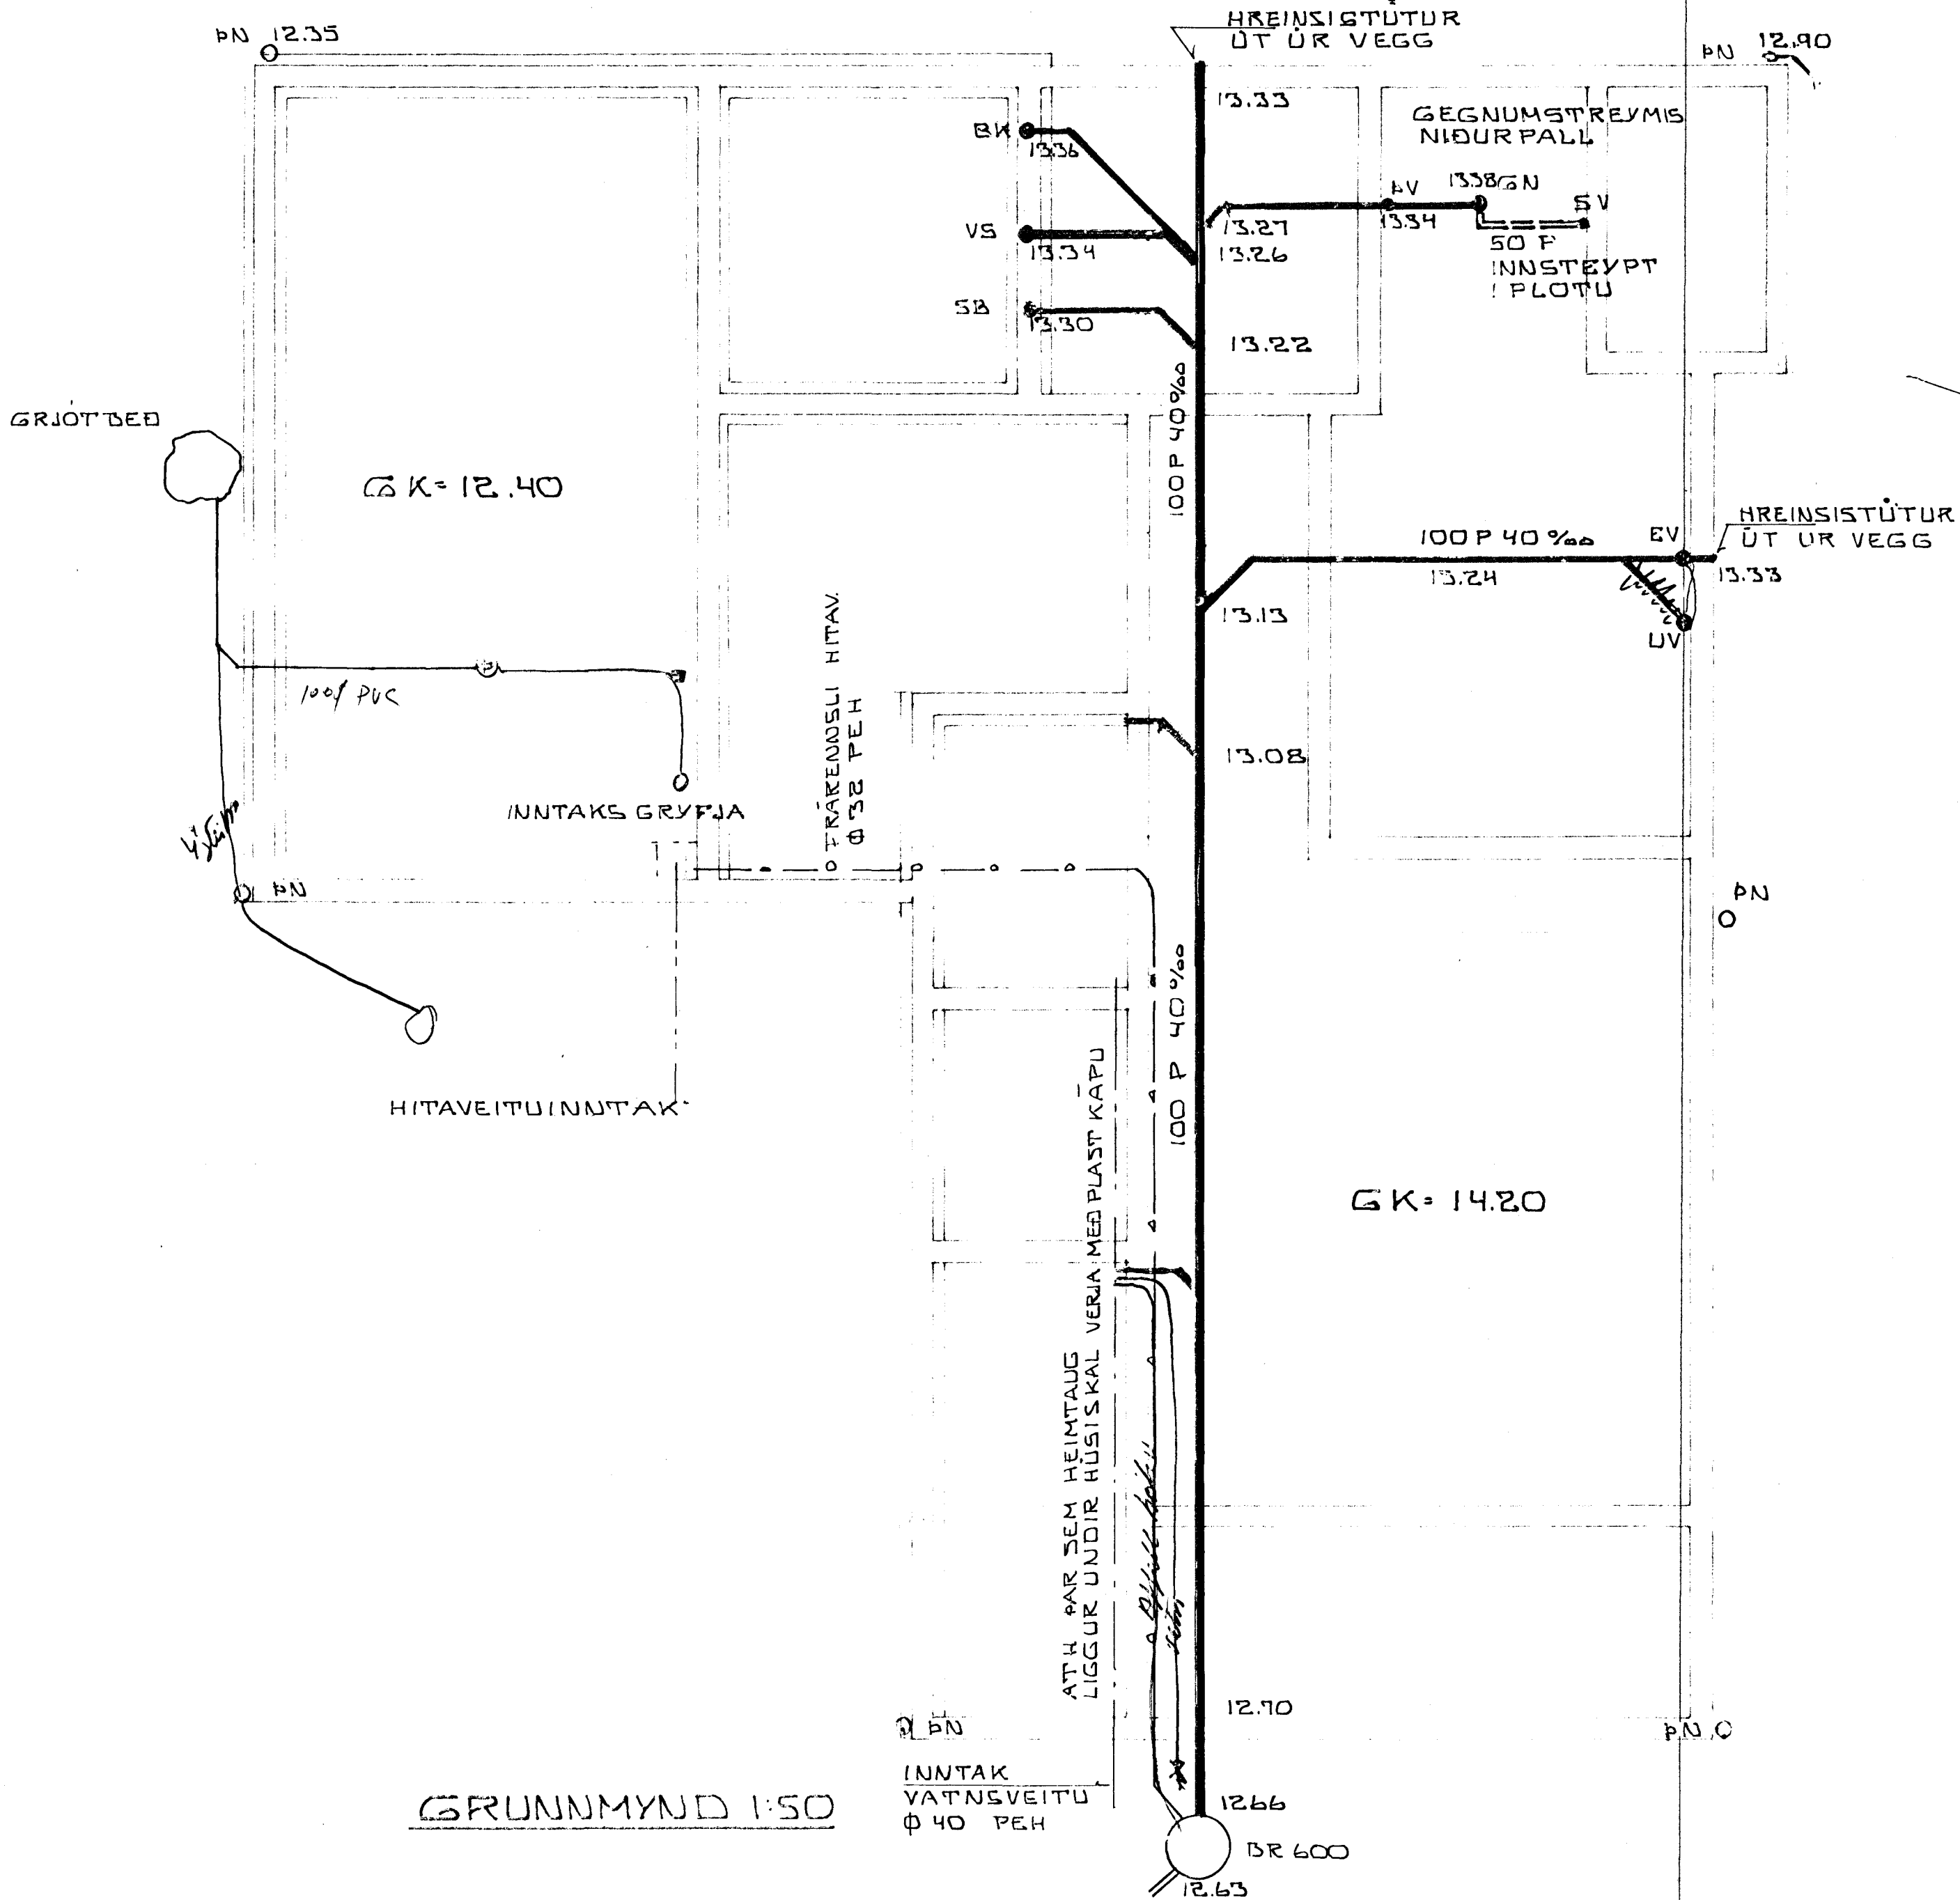 HREINSISTÚTUR
ÚT ÚR VEGG
ÞN 12.35
ÞN 12.90
13.33
GEGNUMSTREYMIS
NIÐURFALL
BK
13.36
13.38 GN
SV
13.34
VS
13.34
13.27
13.26
50 P
INNSTEYPT
Í PLÖTU
SB
13.30
13.22
GRJÓTBEÐ
100 P 40 ‰
GK= 12.40
100 P 40 ‰
EV
HREINSISTÚTUR
ÚT ÚR VEGG
13.24
13.33
13.13
UV
FRÁRENNSLI HITAV.
Ø 32 PEH
100 PVC
13.08
INNTAKS GRYFJA
ÞN
ÞN
100 P 40 ‰
HITAVEITUINNTAK
GK= 14.20
ATH ÞAR SEM HEIMTAUG
LIGGUR UNDIR HÚSI SKAL VERJA MEÐ PLAST KÁPU
12.70
ÞN
ÞN
INNTAK
VATNSVEITU
Ø 40 PEH
GRUNNMYND 1:50
12.66
BR 600
12.63